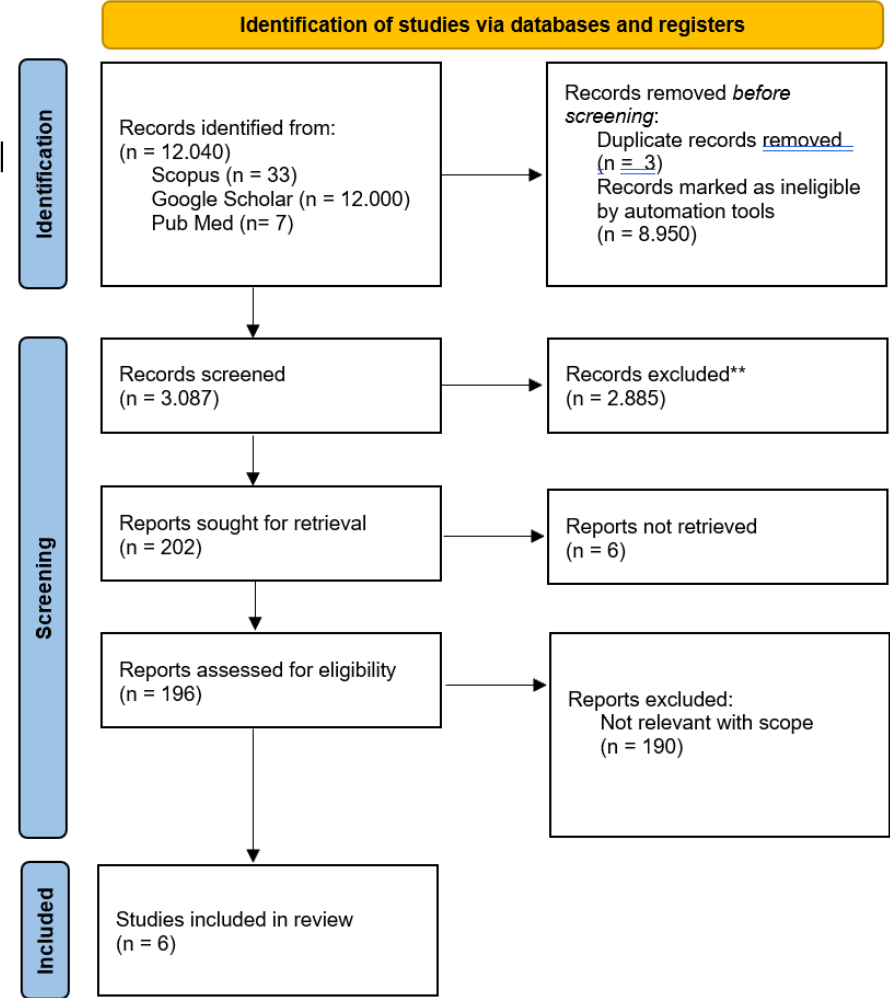 Identification of studies via databases and registers
Identification
Records identified from:
(n = 12.040)
Scopus (n = 33)
Google Scholar (n = 12.000)
Pub Med (n= 7)
Records removed before
screening:
Duplicate records removed
(n =  3)
Records marked as ineligible
by automation tools
(n = 8.950)
Screening
Records screened
(n = 3.087)
Records excluded**
(n = 2.885)
Reports sought for retrieval
(n = 202)
Reports not retrieved
(n = 6)
Reports assessed for eligibility
(n = 196)
Reports excluded:
Not relevant with scope
(n = 190)
Included
Studies included in review
(n = 6)